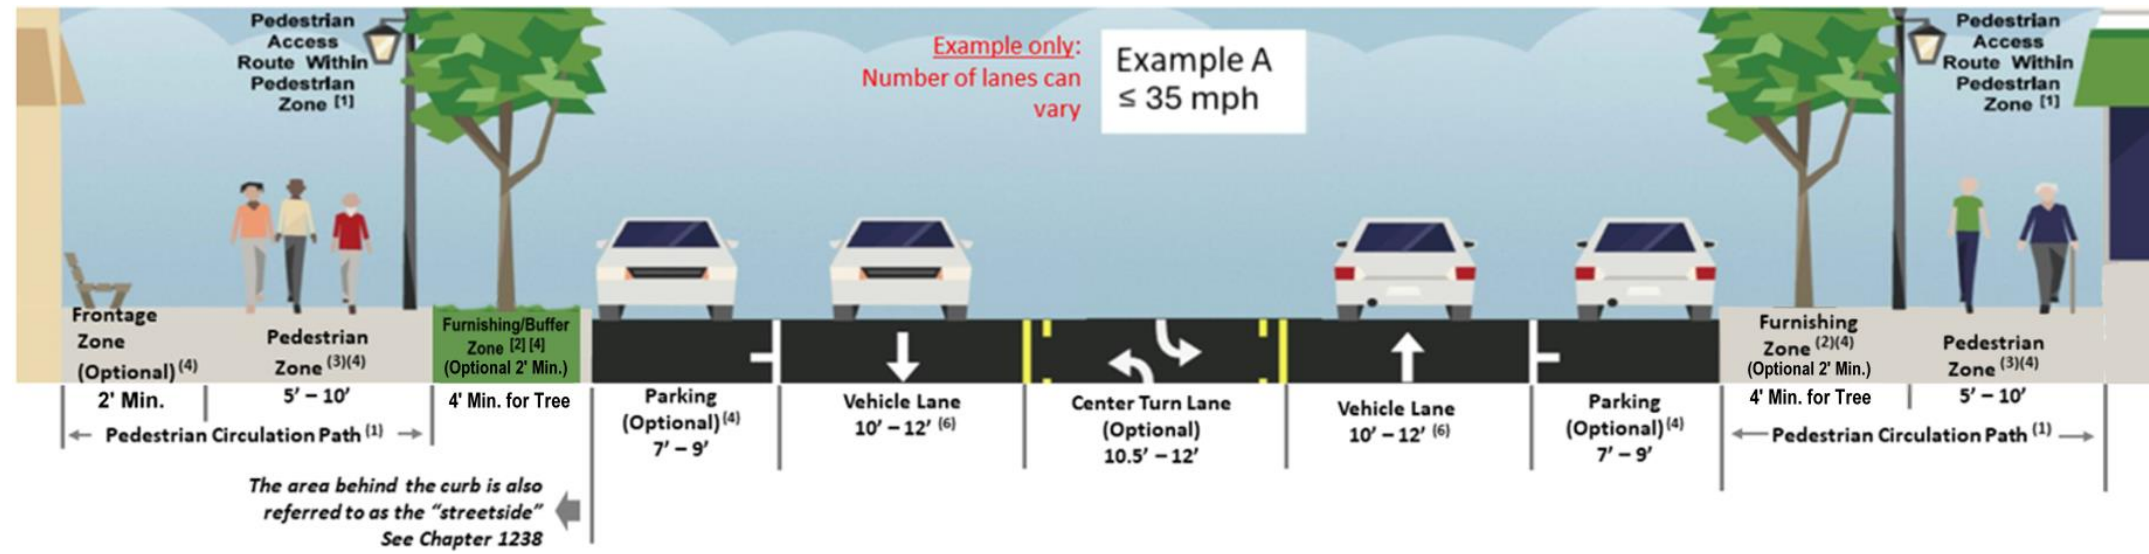 Pedestrian
Access
Route Within
Pedestrian
Zone [1]
Example only:
Number of lanes can
vary
Example A
≤ 35 mph
Pedestrian
Access
Route Within
Pedestrian
Zone [1]
Frontage
Zone
(Optional) (4)
2' Min.
Pedestrian
Zone (3)(4)
5' – 10'
Pedestrian Circulation Path (1)
Furnishing/Buffer
Zone [2] [4]
(Optional 2' Min.)
4' Min. for Tree
The area behind the curb is also
referred to as the “streetside”
See Chapter 1238
Parking
(Optional) (4)
7' – 9'
Vehicle Lane
10' – 12' (6)
Center Turn Lane
(Optional)
10.5' – 12'
Vehicle Lane
10' – 12' (6)
Parking
(Optional) (4)
7' – 9'
Furnishing
Zone (2)(4)
(Optional 2' Min.)
4' Min. for Tree
Pedestrian
Zone (3)(4)
5' – 10'
Pedestrian Circulation Path (1)